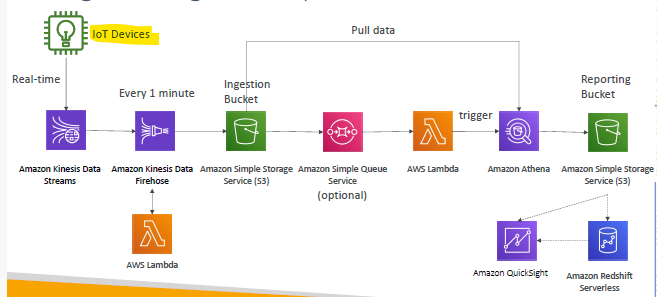 IoT Devices
Pull data
Real-time
Every 1 minute
Ingestion
Bucket
Reporting
Bucket
trigger
Amazon Kinesis Data
Streams
Amazon Kinesis Data
Firehose
Amazon Simple Storage
Service (S3)
Amazon Simple Queue
Service
(optional)
AWS Lambda
Amazon Athena
Amazon Simple Storage
Service (S3)
AWS Lambda
Amazon QuickSight
Amazon Redshift
Serverless